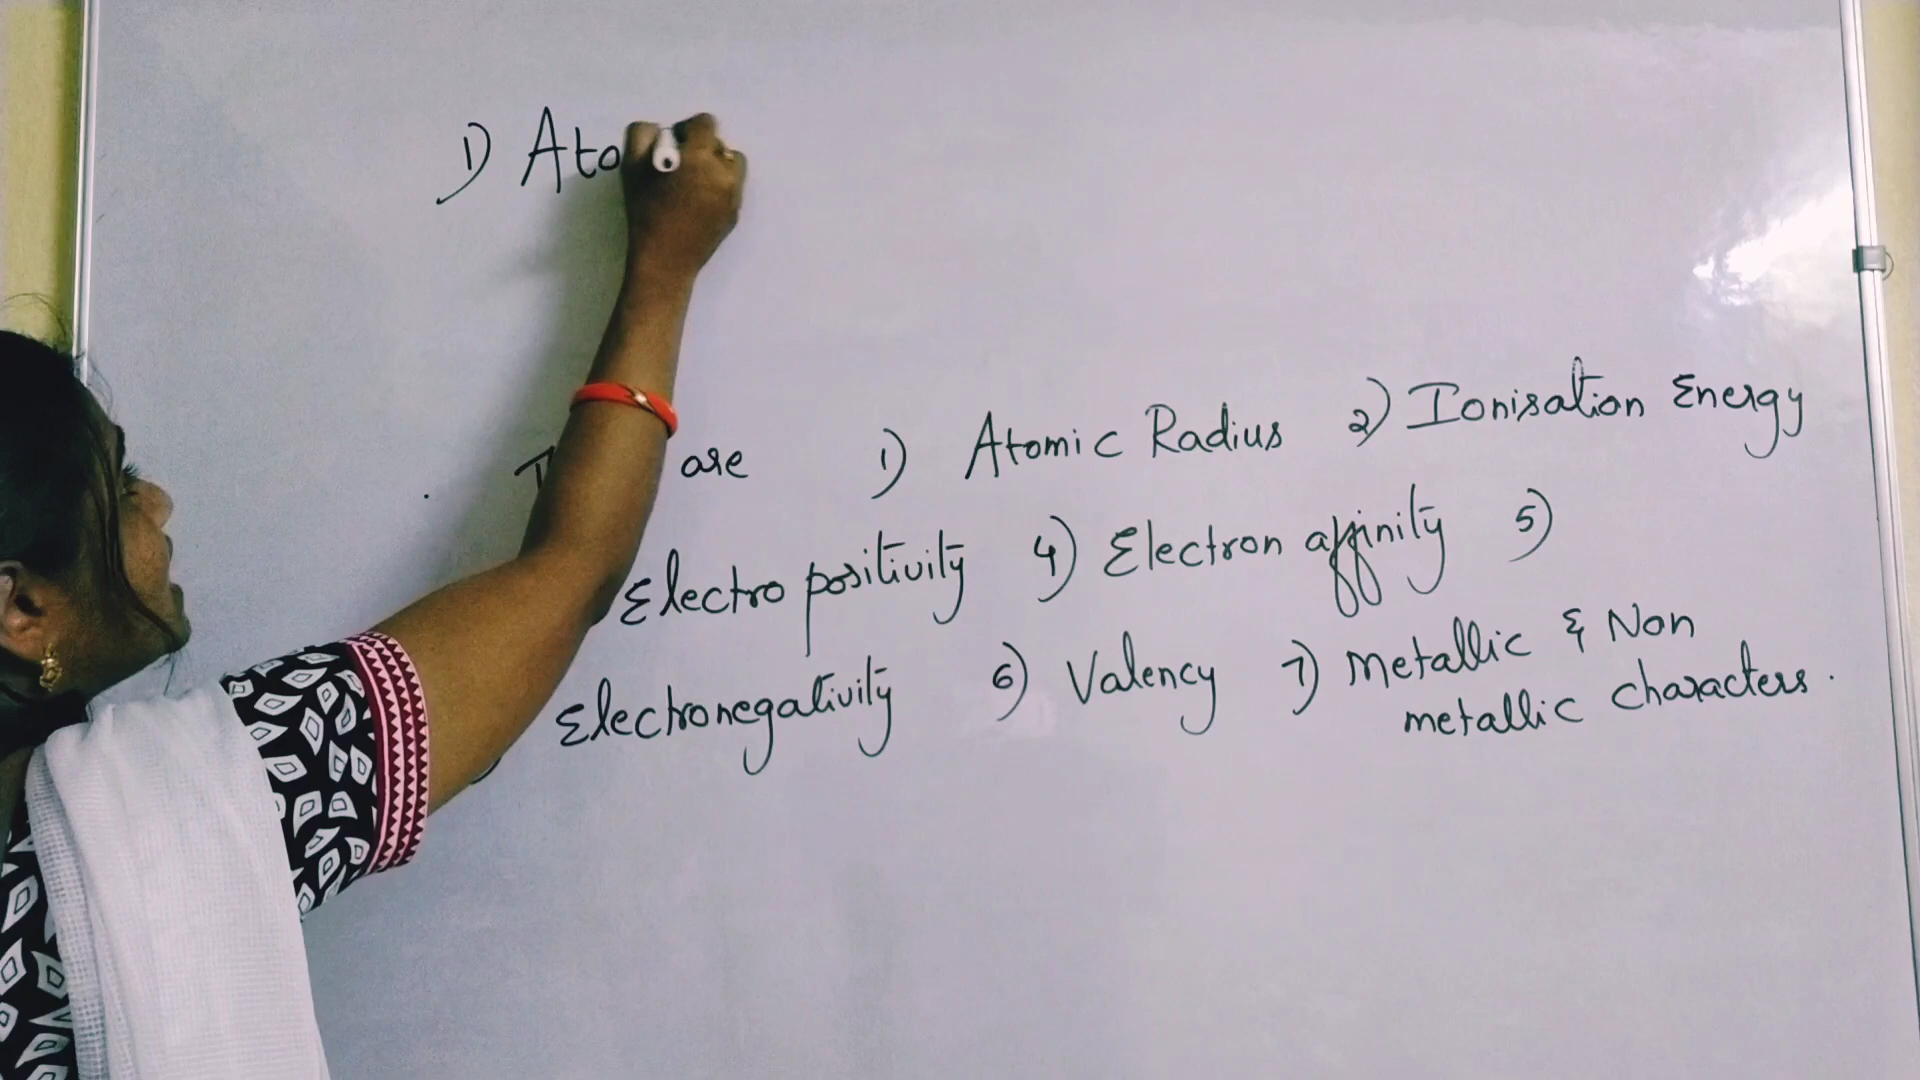 1) Ato
are 1) Atomic Radius 2) Ionisation Energy
Electro positivity 4) Electron affinity 5)
Electronegativity 6) Valency 7) Metallic & Non
metallic characters.